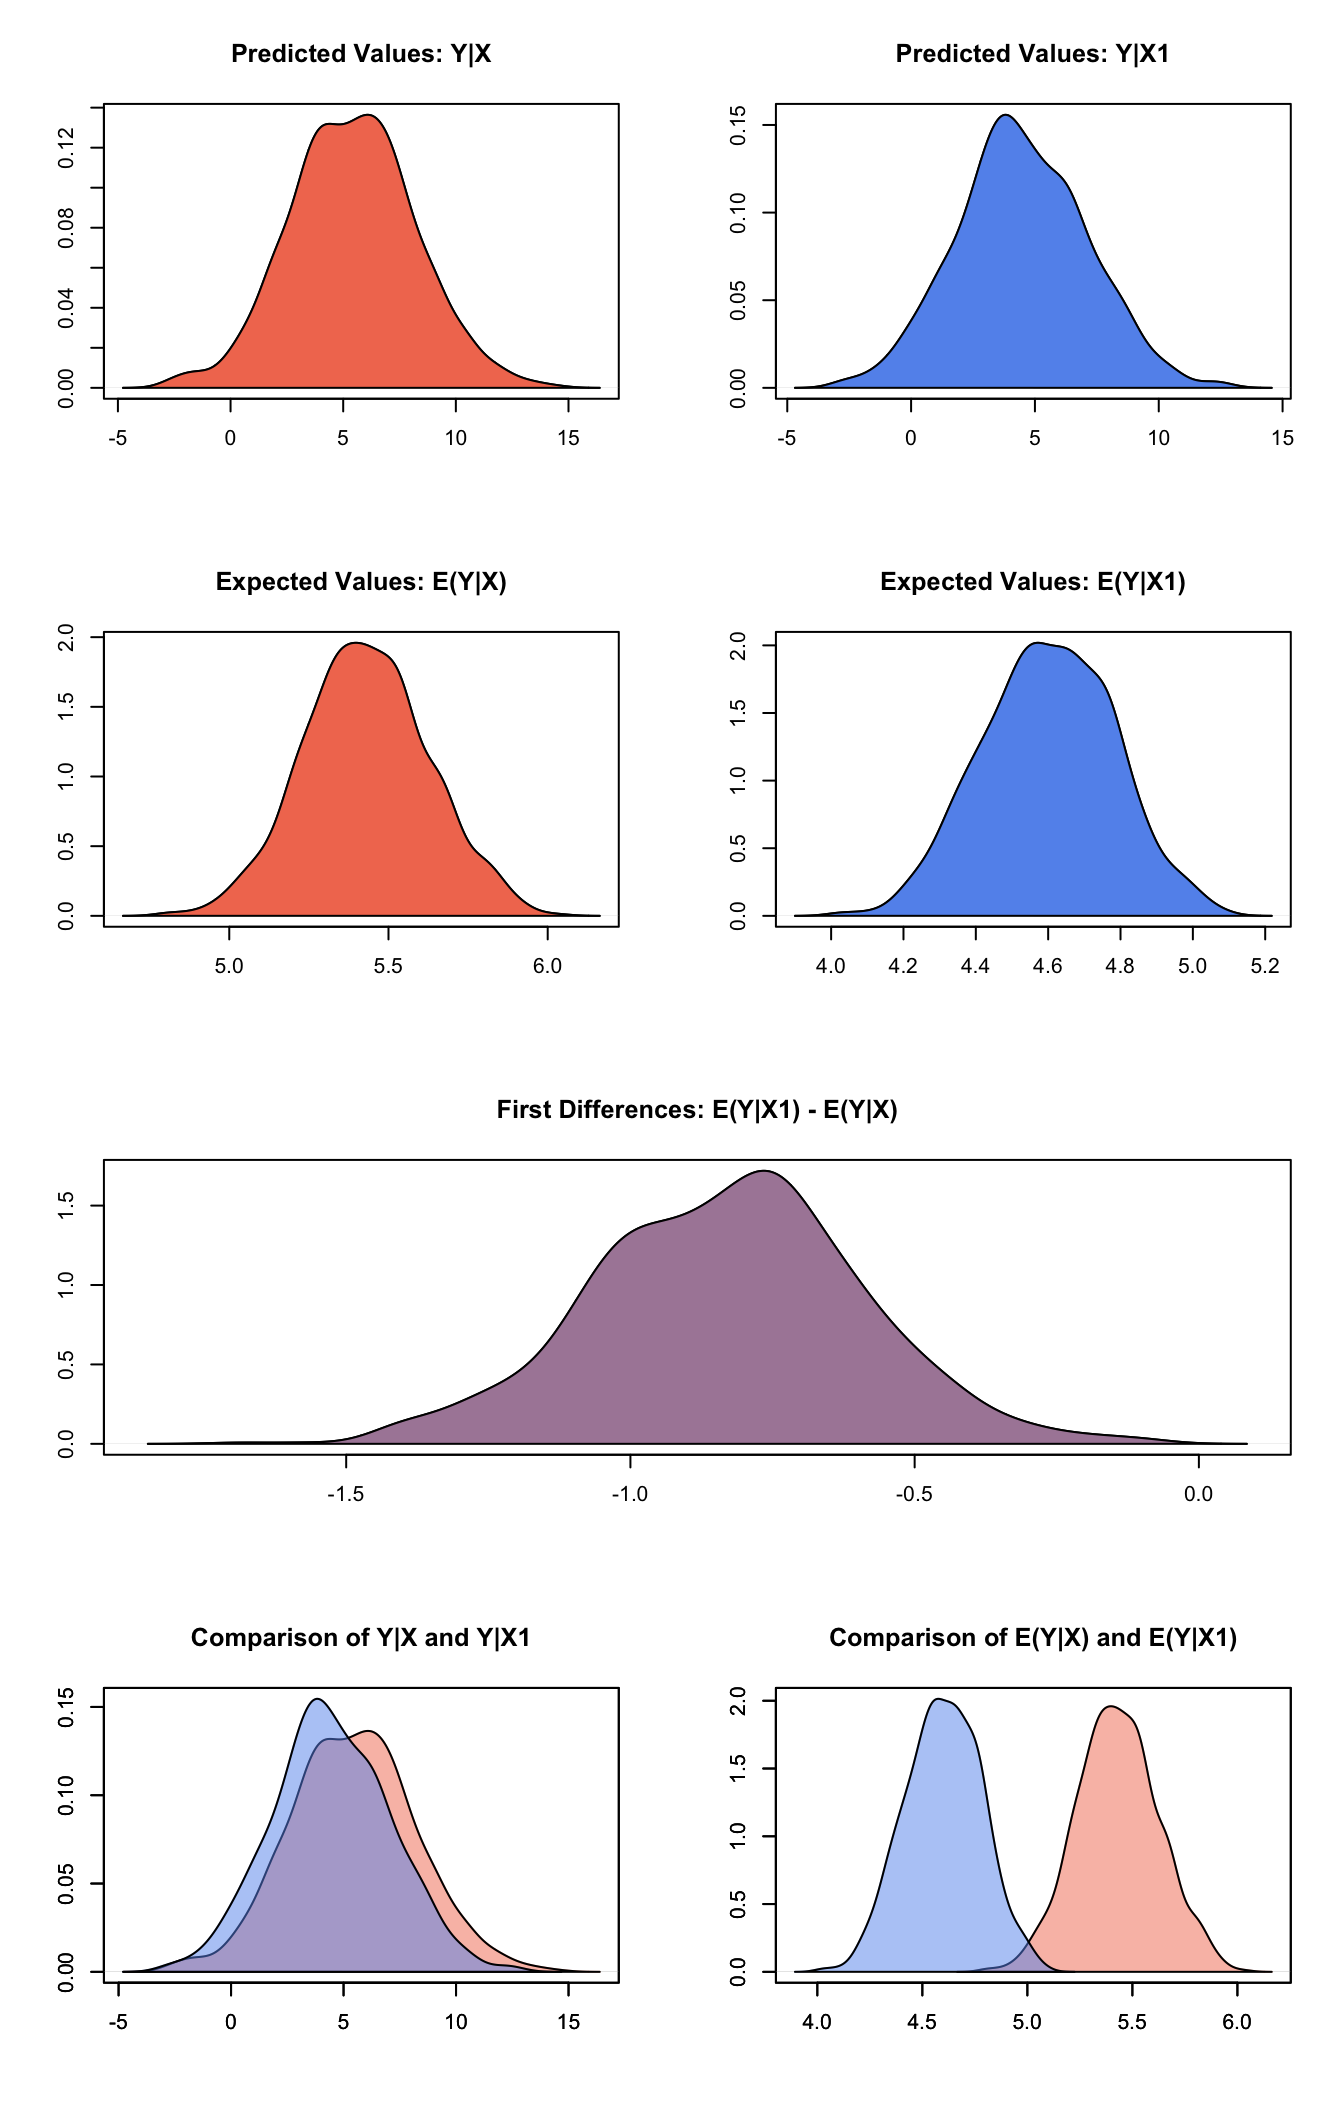 Predicted Values: Y|X
0.00 0.04 0.08 0.12
-5 0 5 10 15
Predicted Values: Y|X1
0.00 0.05 0.10 0.15
-5 0 5 10 15
Expected Values: E(Y|X)
0.0 0.5 1.0 1.5 2.0
5.0 5.5 6.0
Expected Values: E(Y|X1)
0.0 0.5 1.0 1.5 2.0
4.0 4.2 4.4 4.6 4.8 5.0 5.2
First Differences: E(Y|X1) - E(Y|X)
0.0 0.5 1.0 1.5
-1.5 -1.0 -0.5 0.0
Comparison of Y|X and Y|X1
0.00 0.05 0.10 0.15
-5 0 5 10 15
Comparison of E(Y|X) and E(Y|X1)
0.0 0.5 1.0 1.5 2.0
4.0 4.5 5.0 5.5 6.0